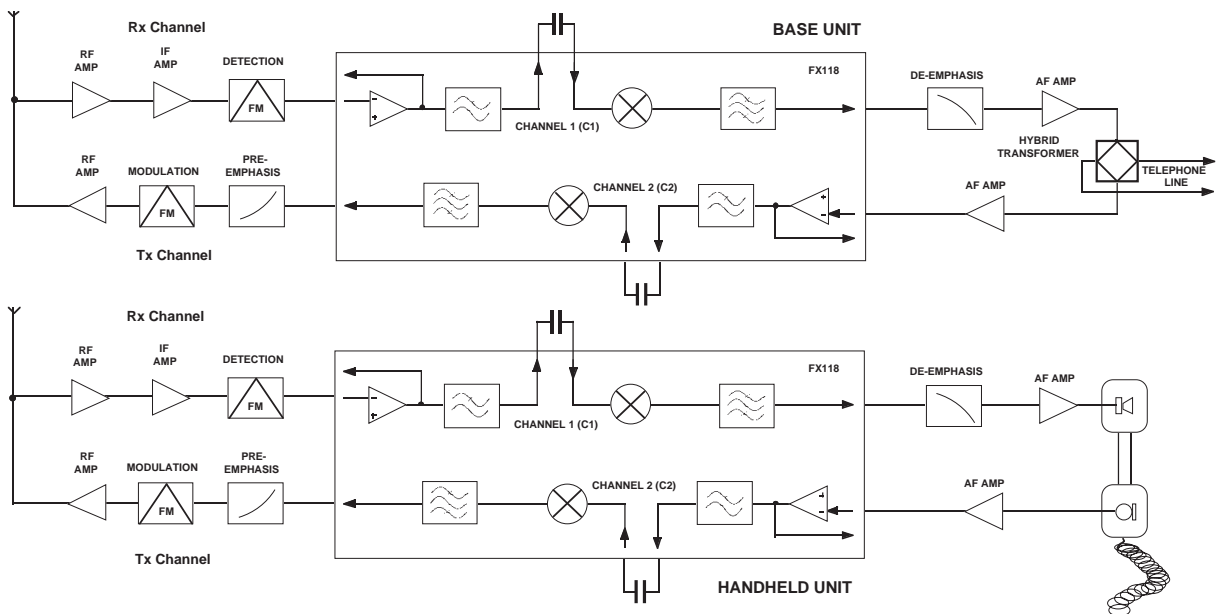 Rx Channel
BASE UNIT
RF
AMP
IF
AMP
DETECTION
FM
FX118
DE-EMPHASIS
AF AMP
CHANNEL 1 (C1)
HYBRID
TRANSFORMER
TELEPHONE
LINE
RF
AMP
MODULATION
FM
PRE-
EMPHASIS
CHANNEL 2 (C2)
AF AMP
Tx Channel
Rx Channel
RF
AMP
IF
AMP
DETECTION
FM
FX118
DE-EMPHASIS
AF AMP
CHANNEL 1 (C1)
RF
AMP
MODULATION
FM
PRE-
EMPHASIS
CHANNEL 2 (C2)
AF AMP
Tx Channel
HANDHELD UNIT